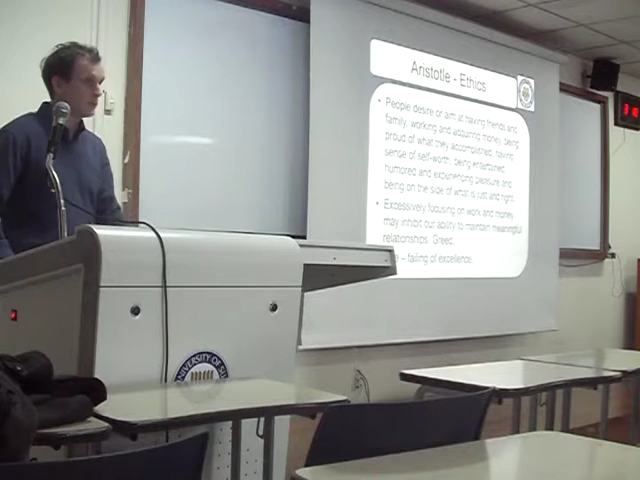 Aristotle - Ethics
• People desire or aim at having friends and
family, working and acquiring money, being
proud of what they accomplished, having
sense of self-worth, being entertained,
humored and experiencing pleasure and
being on the side of what is just and right.
• Excessively focusing on work and money
may inhibit our ability to maintain meaningful
relationships. Greed.
– failing of excellence.
UNIVERSITY OF SU